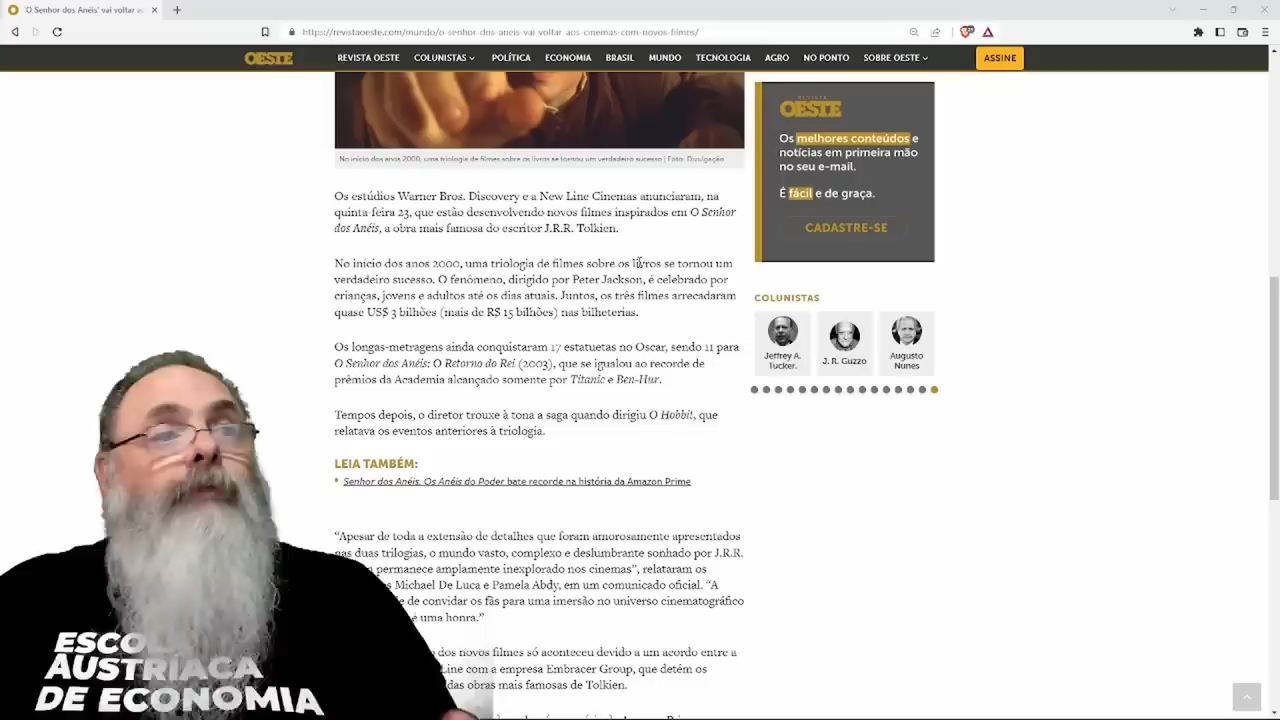 'O Senhor dos Anéis' vai voltar ao
https://revistaoeste.com/mundo/o-senhor-dos-aneis-vai-voltar-aos-cinemas-com-novos-filmes/
OESTE
REVISTA OESTE COLUNISTAS POLÍTICA ECONOMIA BRASIL MUNDO TECNOLOGIA AGRO NO PONTO SOBRE OESTE ASSINE
No início dos anos 2000, uma triologia de filmes sobre os livros se tornou um verdadeiro sucesso | Foto: Divulgação
Os estúdios Warner Bros. Discovery e a New Line Cinemas anunciaram, na
quinta-feira 23, que estão desenvolvendo novos filmes inspirados em O Senhor
dos Anéis, a obra mais famosa do escritor J.R.R. Tolkien.
No início dos anos 2000, uma triologia de filmes sobre os livros se tornou um
verdadeiro sucesso. O fenômeno, dirigido por Peter Jackson, é celebrado por
crianças, jovens e adultos até os dias atuais. Juntos, os três filmes arrecadaram
quase US$ 3 bilhões (mais de R$ 15 bilhões) nas bilheterias.
Os longas-metragens ainda conquistaram 17 estatuetas no Oscar, sendo 11 para
O Senhor dos Anéis: O Retorno do Rei (2003), que se igualou ao recorde de
prêmios da Academia alcançado somente por Titanic e Ben-Hur.
Tempos depois, o diretor trouxe à tona a saga quando dirigiu O Hobbit, que
relatava os eventos anteriores à triologia.
LEIA TAMBÉM:
Senhor dos Anéis, Os Anéis do Poder bate recorde na história da Amazon Prime
“Apesar de toda a extensão de detalhes que foram amorosamente apresentados
nas duas trilogias, o mundo vasto, complexo e deslumbrante sonhado por J.R.R.
permanece amplamente inexplorado nos cinemas”, relataram os
Michael De Luca e Pamela Abdy, em um comunicado oficial. “A
de convidar os fãs para uma imersão no universo cinematográfico
é uma honra.”
dos novos filmes só aconteceu devido a um acordo entre a
Line com a empresa Embracer Group, que detém os
das obras mais famosas de Tolkien.
REVISTA
OESTE
Os melhores conteúdos e
notícias em primeira mão
no seu e-mail.
É fácil e de graça.
CADASTRE-SE
COLUNISTAS
Jeffrey A.
Tucker.
J. R. Guzzo
Augusto
Nunes
ESCOL
AUSTRÍACA
DE ECONOMIA